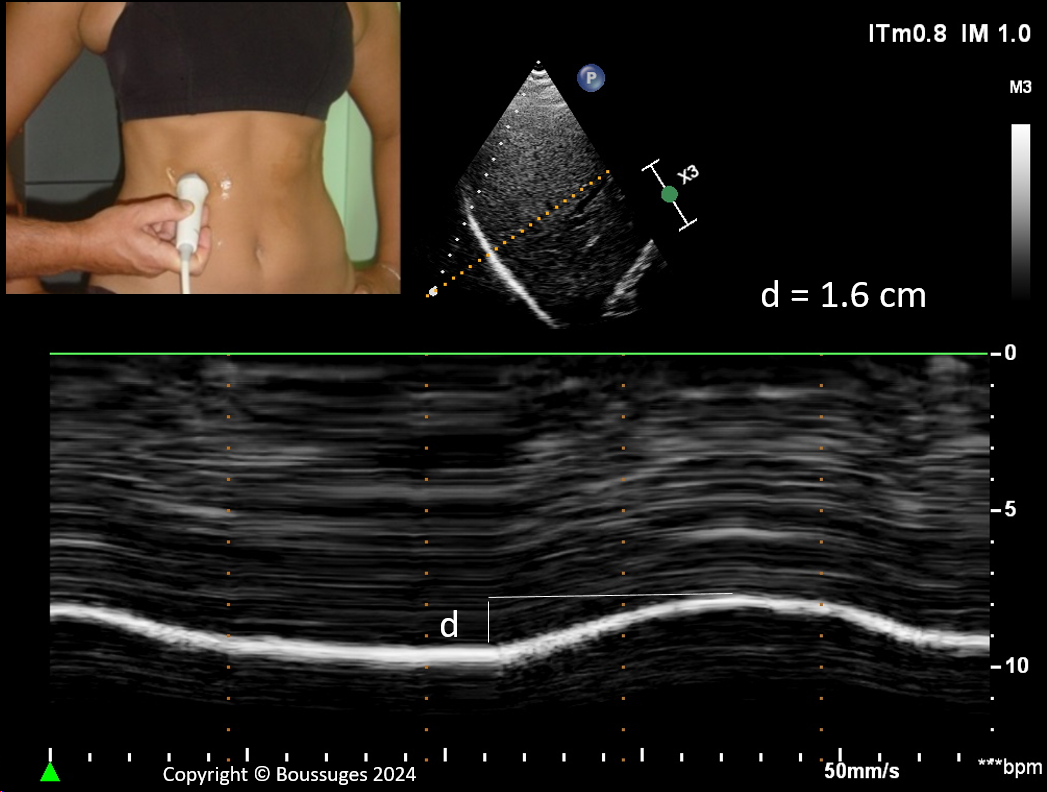 ITm0.8 IM 1.0
P
M3
X3
d = 1.6 cm
0
5
d
10
Copyright © Boussuges 2024
50mm/s
***bpm